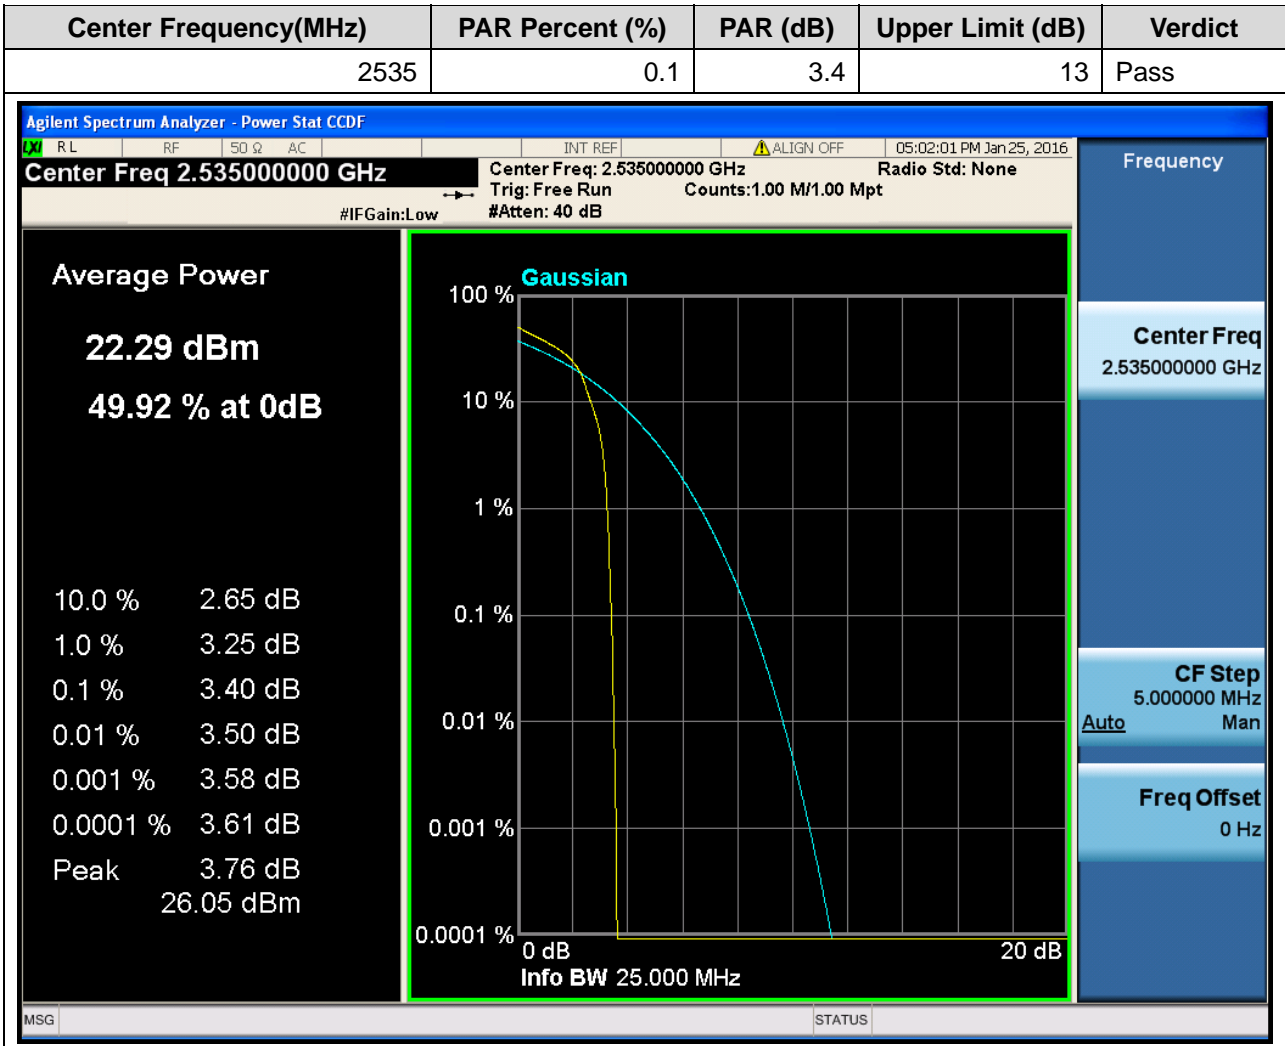 Center Frequency(MHz) PAR Percent (%) PAR (dB) Upper Limit (dB) Verdict
2535 0.1 3.4 13 Pass
Agilent Spectrum Analyzer - Power Stat CCDF
LXI RL RF 50 Ω AC INT REF ALIGN OFF 05:02:01 PM Jan 25, 2016
Center Freq 2.535000000 GHz
#IFGain:Low
Center Freq: 2.535000000 GHz Radio Std: None
Trig: Free Run Counts:1.00 M/1.00 Mpt
#Atten: 40 dB
Average Power
22.29 dBm
49.92 % at 0dB
10.0 % 2.65 dB
1.0 % 3.25 dB
0.1 % 3.40 dB
0.01 % 3.50 dB
0.001 % 3.58 dB
0.0001 % 3.61 dB
Peak 3.76 dB
26.05 dBm
Gaussian
100 %
10 %
1 %
0.1 %
0.01 %
0.001 %
0.0001 %
0 dB 20 dB
Info BW 25.000 MHz
Frequency
Center Freq
2.535000000 GHz
CF Step
5.000000 MHz
Auto Man
Freq Offset
0 Hz
MSG STATUS